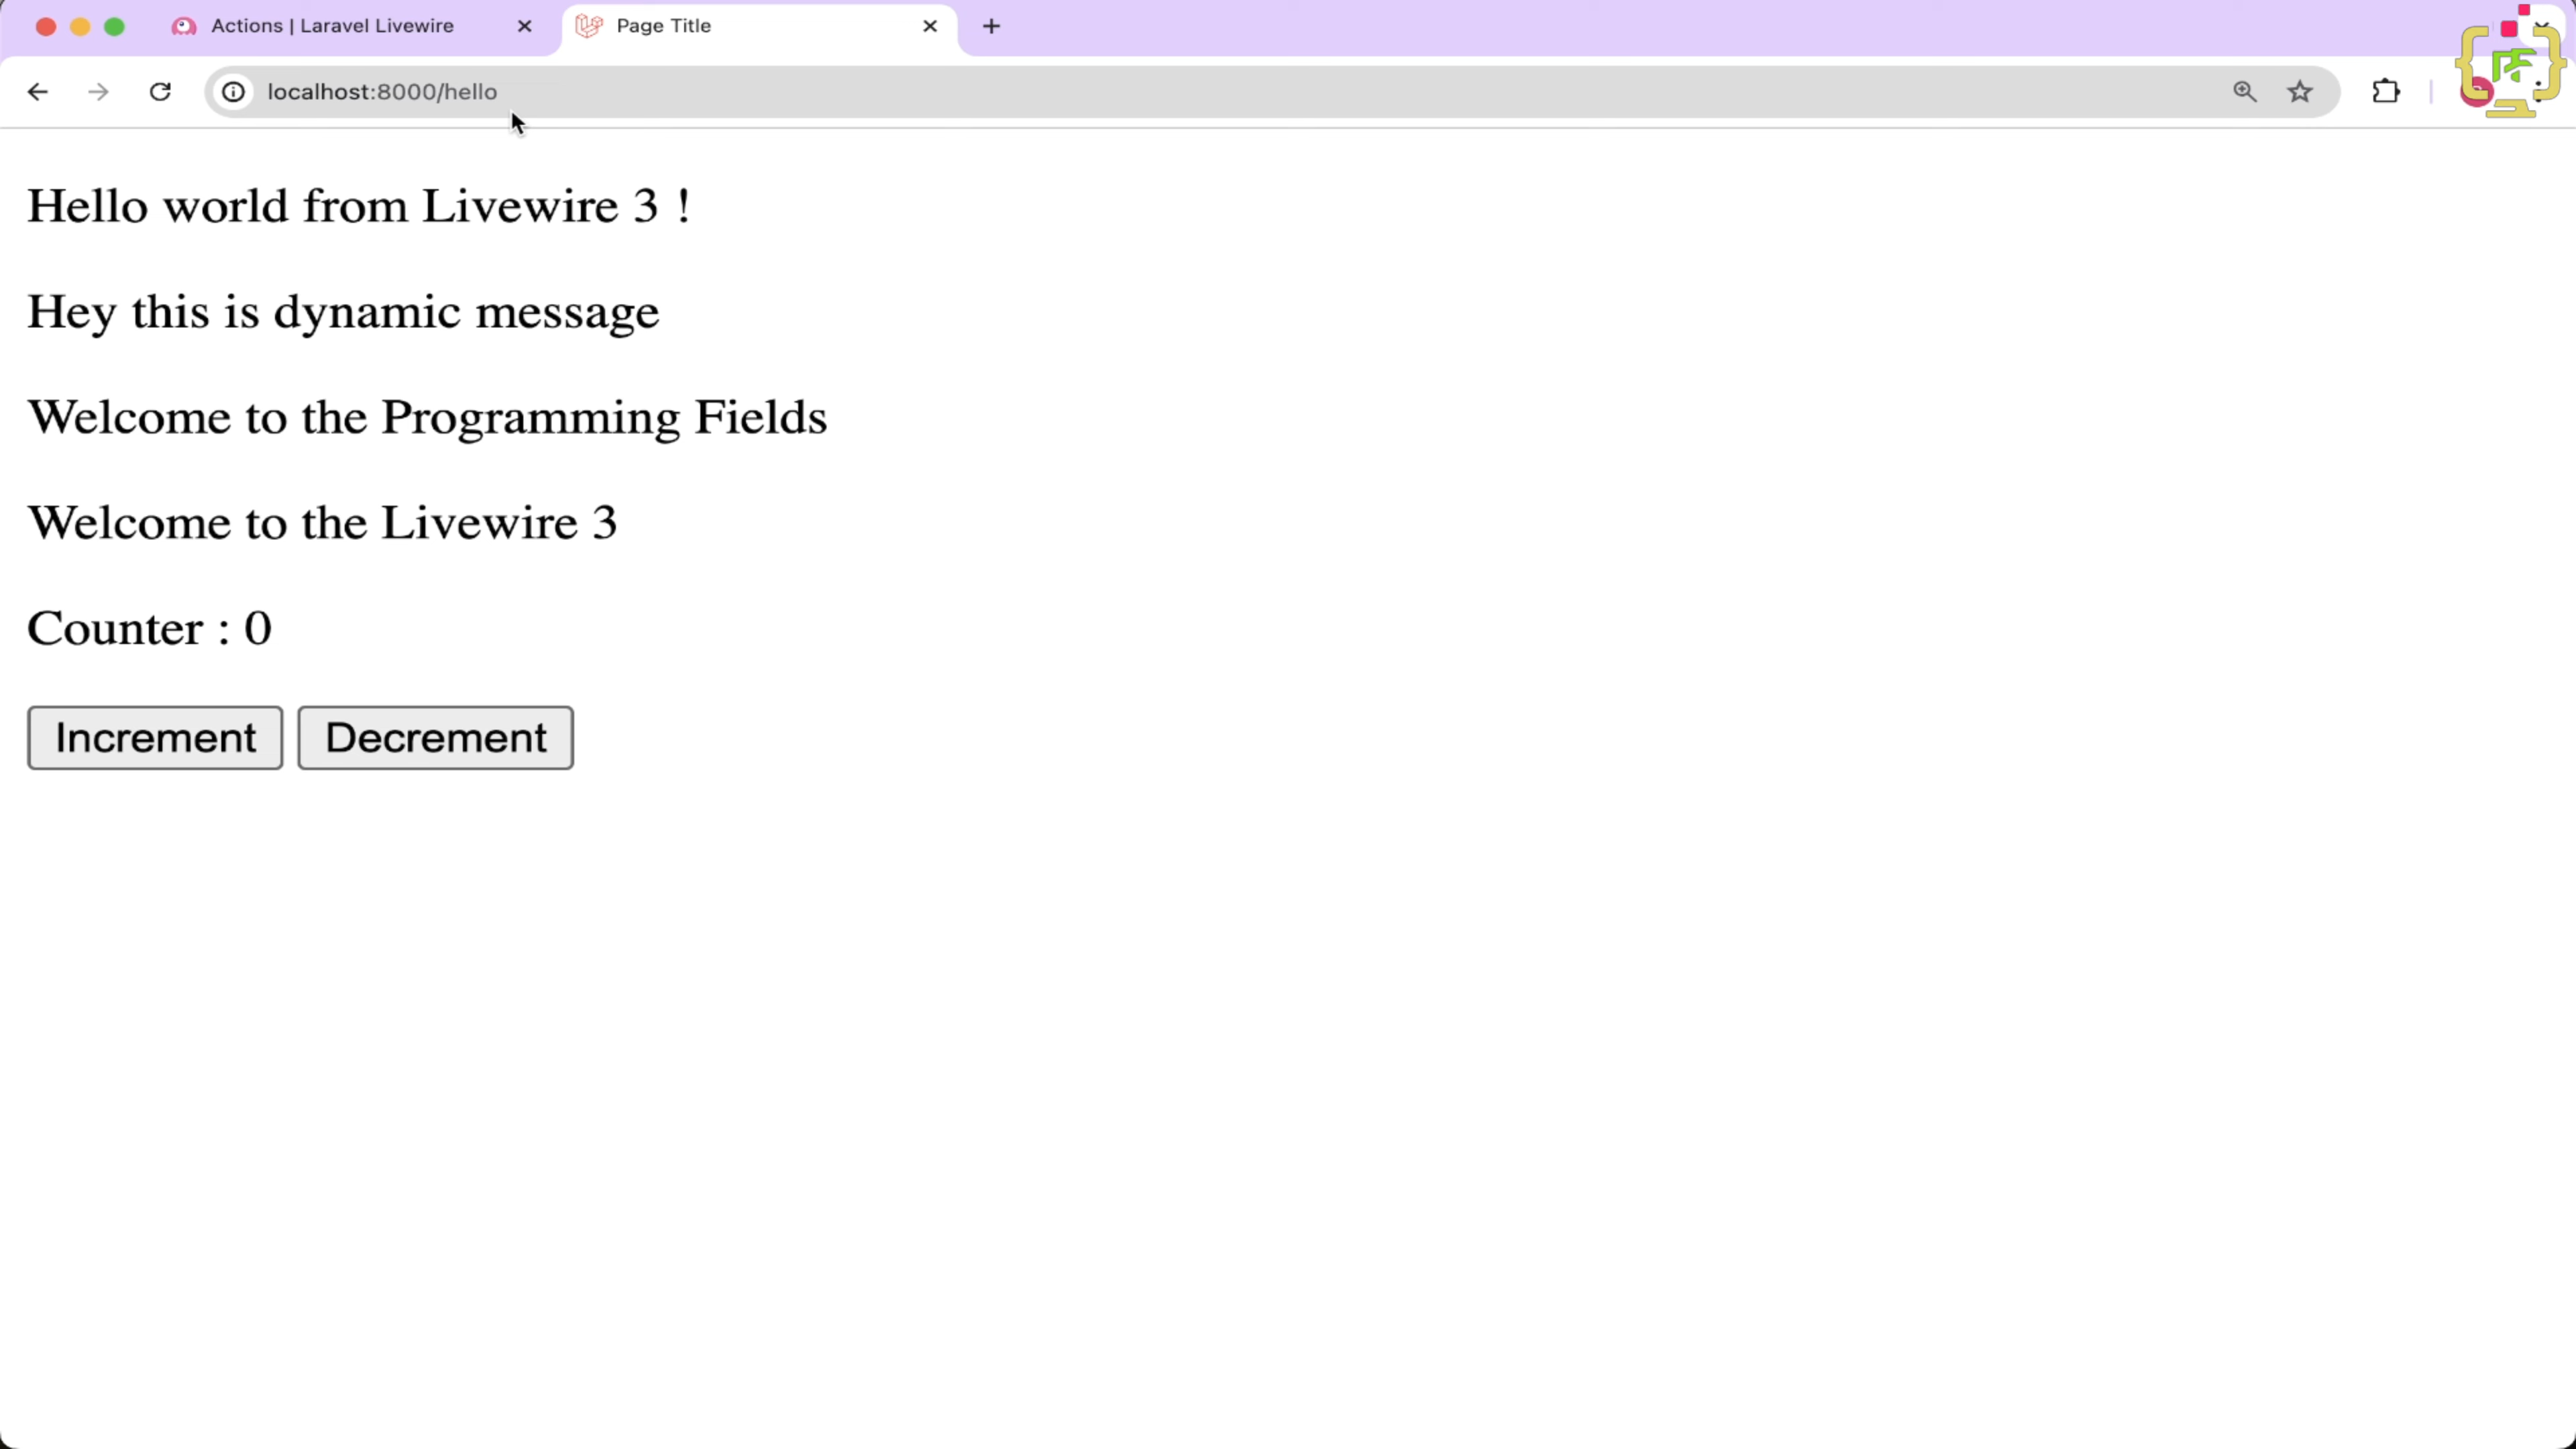 Actions | Laravel Livewire
Page Title
localhost:8000/hello
Hello world from Livewire 3 !
Hey this is dynamic message
Welcome to the Programming Fields
Welcome to the Livewire 3
Counter : 0
Increment Decrement